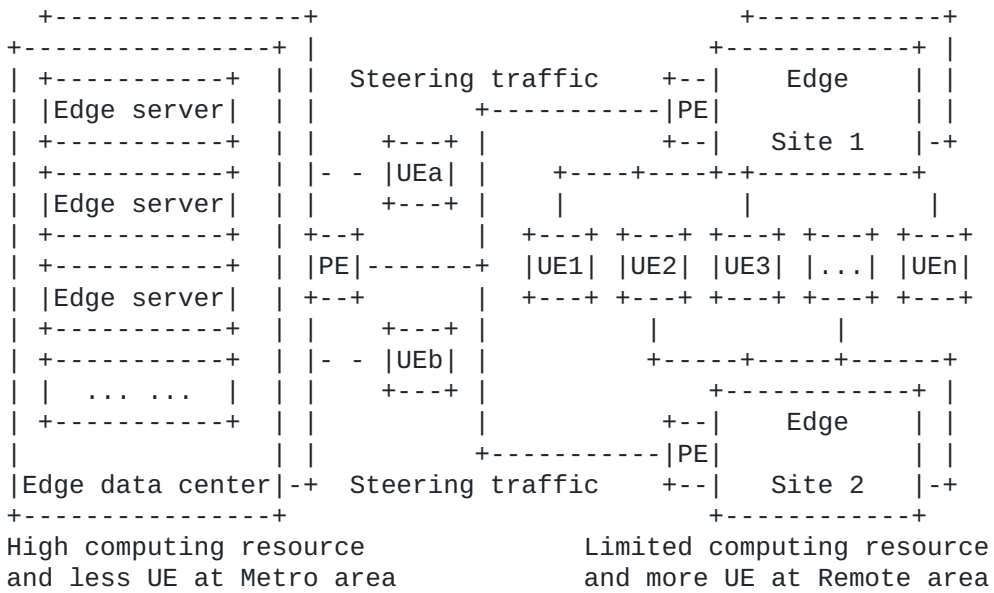 Steering traffic Edge
Edge server PE
Site 1
UEa
Edge server
PE UE1 UE2 UE3 ... UEn
Edge server
UEb
... ...
Edge
PE
Edge data center Steering traffic Site 2
High computing resource Limited computing resource
and less UE at Metro area and more UE at Remote area